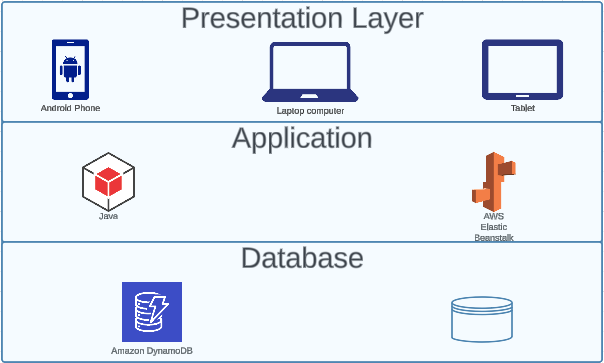 Presentation Layer
Android Phone
Laptop computer
Tablet
Application
Java
AWS
Elastic
Beanstalk
Database
Amazon DynamoDB